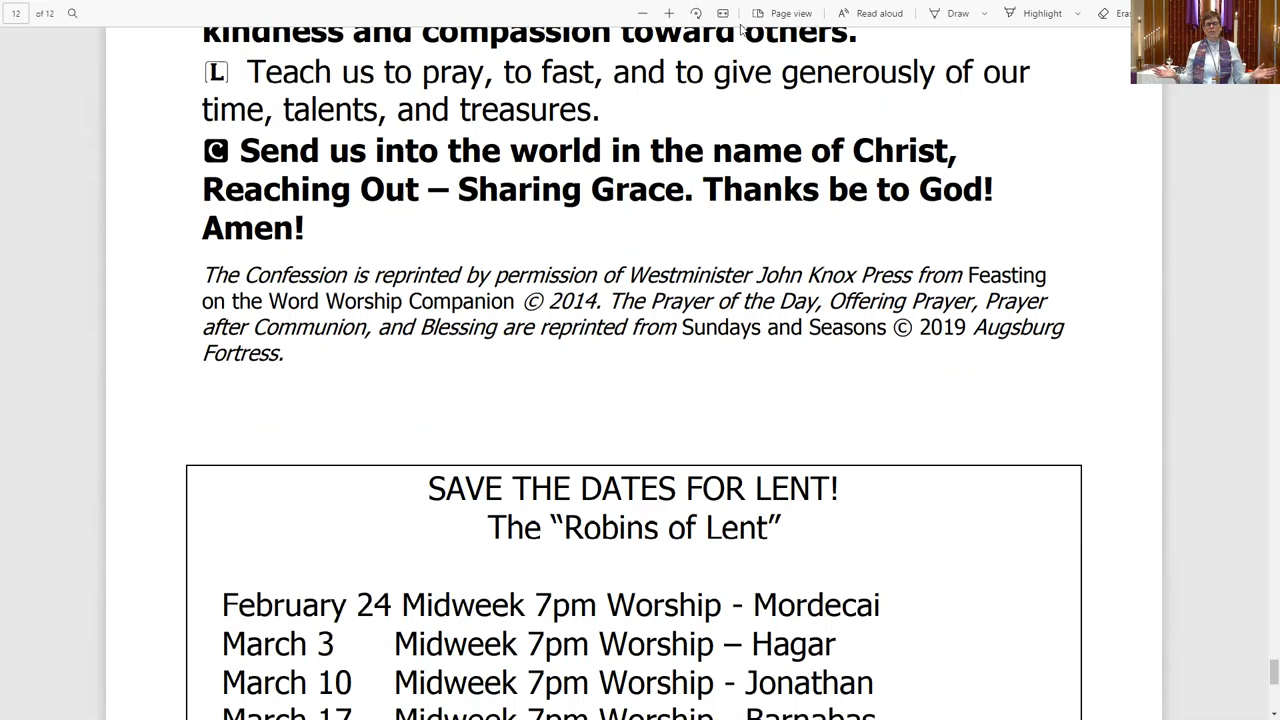 12 of 12 Page view Read aloud Draw Highlight
kindness and compassion toward others.
L Teach us to pray, to fast, and to give generously of our
time, talents, and treasures.
C Send us into the world in the name of Christ,
Reaching Out – Sharing Grace. Thanks be to God!
Amen!
The Confession is reprinted by permission of Westminister John Knox Press from Feasting
on the Word Worship Companion © 2014. The Prayer of the Day, Offering Prayer, Prayer
after Communion, and Blessing are reprinted from Sundays and Seasons © 2019 Augsburg
Fortress.
SAVE THE DATES FOR LENT!
The “Robins of Lent”
February 24 Midweek 7pm Worship - Mordecai
March 3 Midweek 7pm Worship – Hagar
March 10 Midweek 7pm Worship - Jonathan
March 17 Midweek 7pm Worship - Barnabas